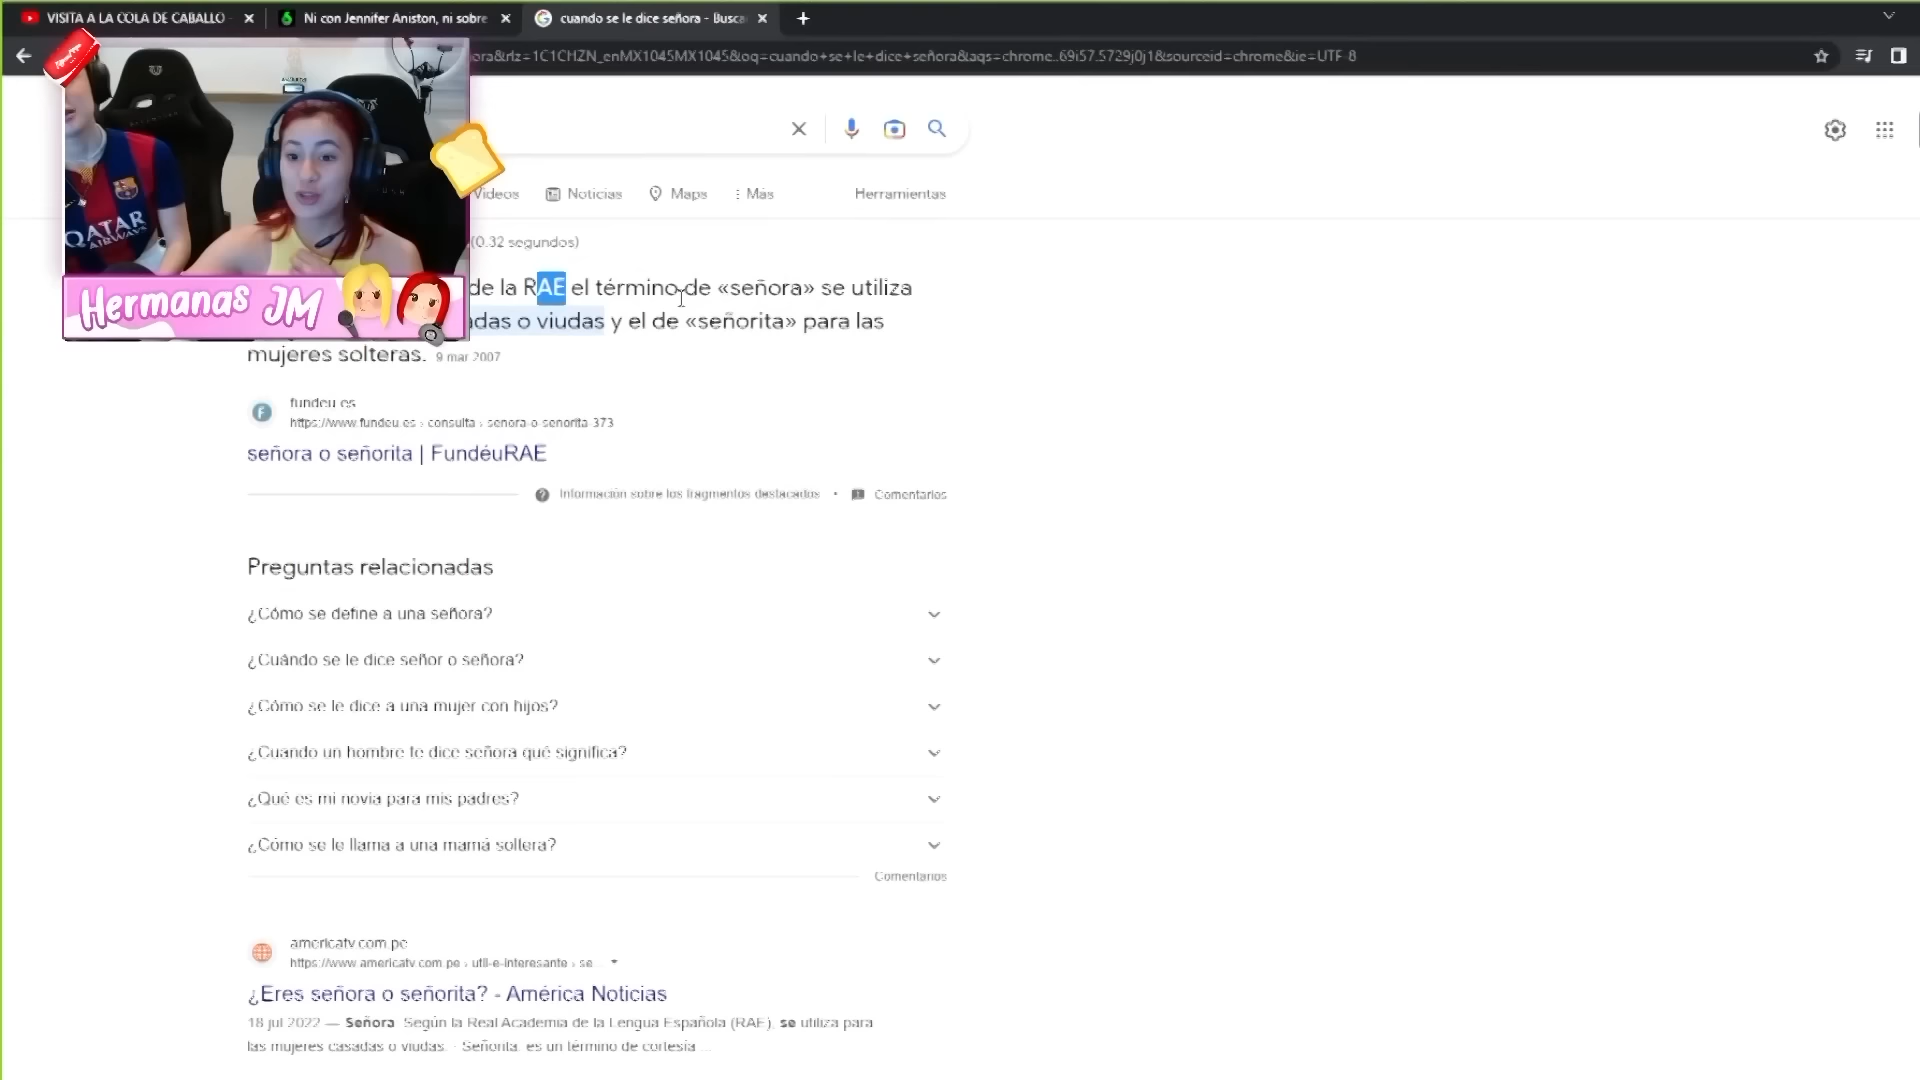 VISITA A LA COLA DE CABALLO -
Ni con Jennifer Aniston, ni sobre
cuando se le dice señora - Busca
ora&rlz=1C1CHZN_enMX1045MX1045&oq=cuando+se+le+dice+señora&aqs=chrome..69i57.5729j0j1&sourceid=chrome&ie=UTF-8
Videos
Noticias
Maps
Más
Herramientas
(0.32 segundos)
de la RAE el término de «señora» se utiliza
adas o viudas y el de «señorita» para las
mujeres solteras. 9 mar 2007
QATAR
AIRWAYS
Hermanas JM
fundeu.es
https://www.fundeu.es › consulta › senora-o-senorita-373
señora o señorita | FundéuRAE
Información sobre los fragmentos destacados
Comentarios
Preguntas relacionadas
¿Cómo se define a una señora?
¿Cuándo se le dice señor o señora?
¿Cómo se le dice a una mujer con hijos?
¿Cuando un hombre te dice señora qué significa?
¿Qué es mi novia para mis padres?
¿Cómo se le llama a una mamá soltera?
Comentarios
americatv.com.pe
https://www.americatv.com.pe › util-e-interesante › se...
¿Eres señora o señorita? - América Noticias
18 jul 2022 — Señora. Según la Real Academia de la Lengua Española (RAE), se utiliza para
las mujeres casadas o viudas. · Señorita: es un término de cortesía ...